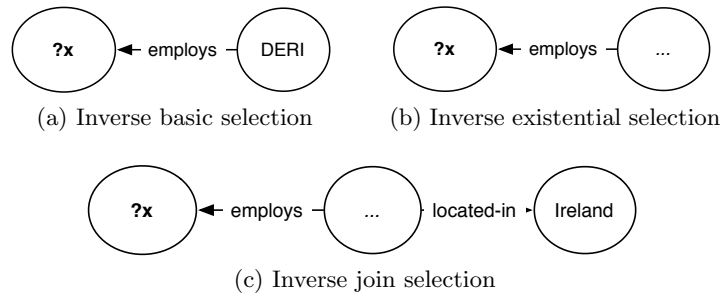 ?x employs DERI ?x employs ...
(a) Inverse basic selection (b) Inverse existential selection
?x employs ... located-in Ireland
(c) Inverse join selection